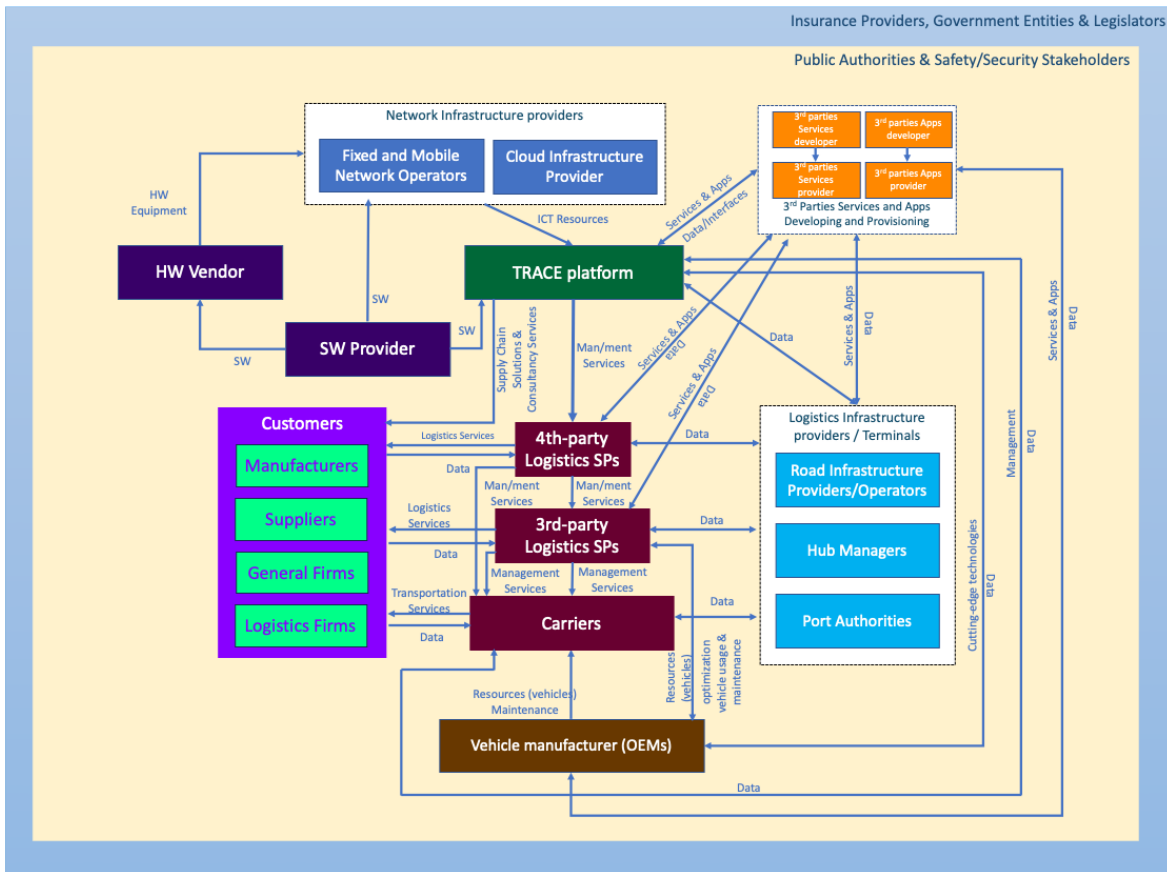 Insurance Providers, Government Entities & Legislators
Public Authorities & Safety/Security Stakeholders
Network Infrastructure providers
Fixed and Mobile
Network Operators
Cloud Infrastructure
Provider
3rd parties
Services
developer
3rd parties Apps
developer
3rd parties
Services
provider
3rd parties Apps
provider
3rd Parties Services and Apps
Developing and Provisioning
HW
Equipment
ICT Resources
Services & Apps
Data/interfaces
HW Vendor
TRACE platform
SW
SW
SW
SW Provider
Supply Chain
Solutions &
Consultancy Services
Man/ment
Services
Services & Apps
Data
Services & Apps
Data
Data
Services & Apps
Data
Services & Apps
Data
Customers
Manufacturers
Suppliers
General Firms
Logistics Firms
Logistics Services
Data
4th-party
Logistics SPs
Data
Man/ment
Services
Man/ment
Services
Logistics
Services
Data
3rd-party
Logistics SPs
Data
Management
Services
Management
Services
Transportation
Services
Data
Carriers
Data
Logistics Infrastructure
providers / Terminals
Road Infrastructure
Providers/Operators
Hub Managers
Port Authorities
Management
Data
Cutting-edge technologies
Data
Resources (vehicles)
Maintenance
Resources
(vehicles)
optimization
vehicle usage &
maintenance
Vehicle manufacturer (OEMs)
Data